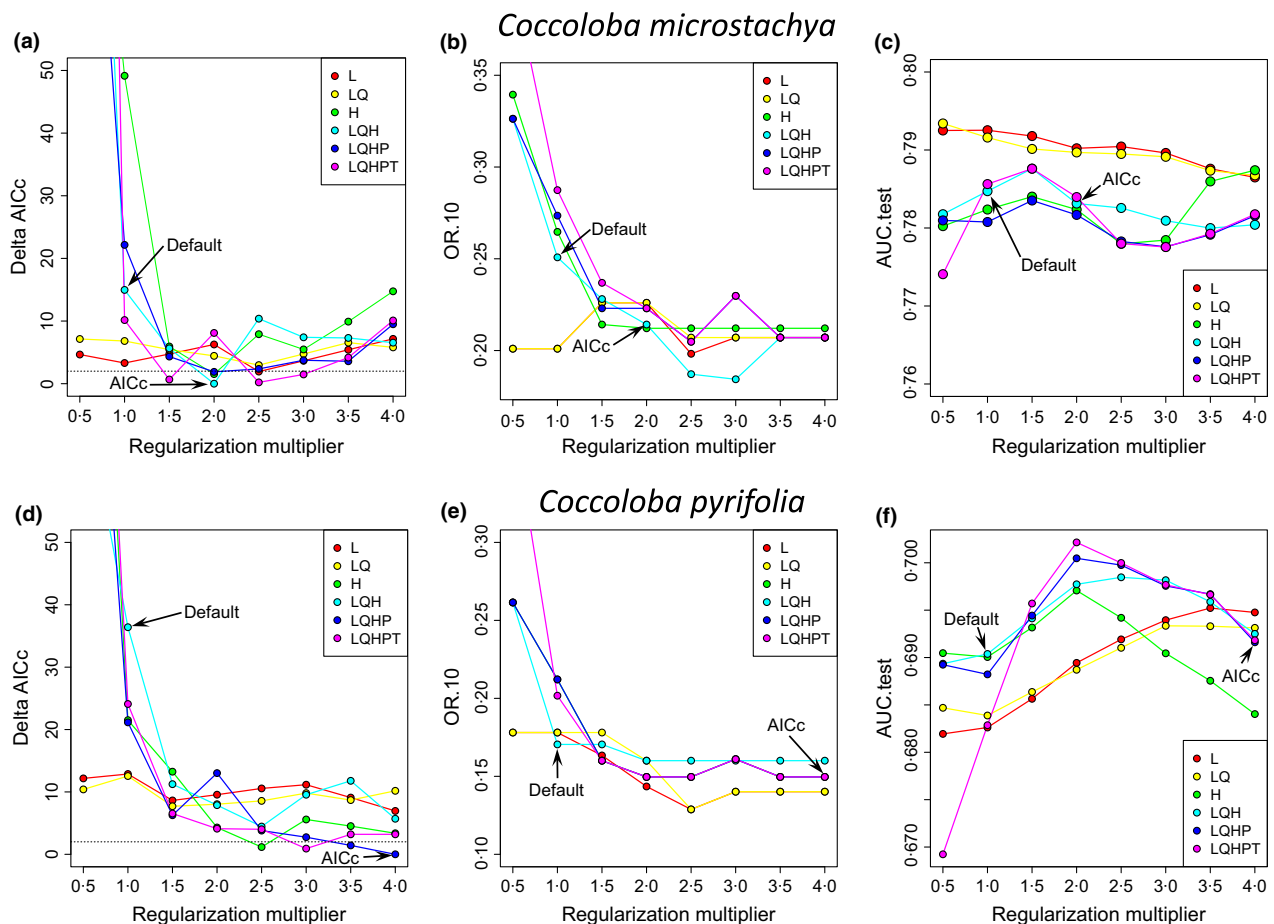 Coccoloba microstachya
(a)
Delta AICc
50
40
30
20
10
0
L
LQ
H
LQH
LQHP
LQHPT
Default
AICc
0·5 1·0 1·5 2·0 2·5 3·0 3·5 4·0
Regularization multiplier
(b)
OR.10
0·35
0·30
0·25
0·20
L
LQ
H
LQH
LQHP
LQHPT
Default
AICc
0·5 1·0 1·5 2·0 2·5 3·0 3·5 4·0
Regularization multiplier
(c)
AUC.test
0·80
0·79
0·78
0·77
0·76
AICc
Default
L
LQ
H
LQH
LQHP
LQHPT
0·5 1·0 1·5 2·0 2·5 3·0 3·5 4·0
Regularization multiplier
Coccoloba pyrifolia
(d)
Delta AICc
50
40
30
20
10
0
L
LQ
H
LQH
LQHP
LQHPT
Default
AICc
0·5 1·0 1·5 2·0 2·5 3·0 3·5 4·0
Regularization multiplier
(e)
OR.10
0·30
0·25
0·20
0·15
0·10
L
LQ
H
LQH
LQHP
LQHPT
AICc
Default
0·5 1·0 1·5 2·0 2·5 3·0 3·5 4·0
Regularization multiplier
(f)
AUC.test
0·700
0·690
0·680
0·670
Default
AICc
L
LQ
H
LQH
LQHP
LQHPT
0·5 1·0 1·5 2·0 2·5 3·0 3·5 4·0
Regularization multiplier